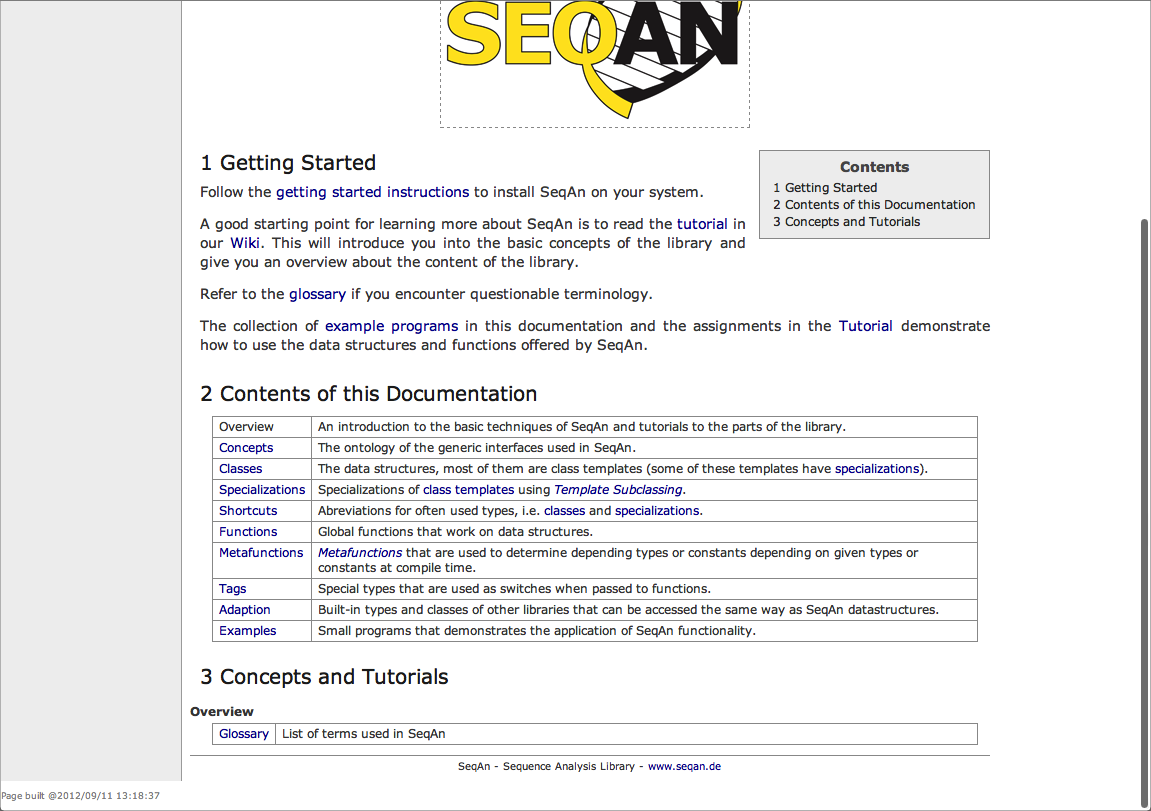 SEQAN
1 Getting Started
Follow the getting started instructions to install SeqAn on your system.
A good starting point for learning more about SeqAn is to read the tutorial in
our Wiki. This will introduce you into the basic concepts of the library and
give you an overview about the content of the library.
Refer to the glossary if you encounter questionable terminology.
The collection of example programs in this documentation and the assignments in the Tutorial demonstrate
how to use the data structures and functions offered by SeqAn.
Contents
1 Getting Started
2 Contents of this Documentation
3 Concepts and Tutorials
2 Contents of this Documentation
Overview An introduction to the basic techniques of SeqAn and tutorials to the parts of the library.
Concepts The ontology of the generic interfaces used in SeqAn.
Classes The data structures, most of them are class templates (some of these templates have specializations).
Specializations Specializations of class templates using Template Subclassing.
Shortcuts Abreviations for often used types, i.e. classes and specializations.
Functions Global functions that work on data structures.
Metafunctions Metafunctions that are used to determine depending types or constants depending on given types or
constants at compile time.
Tags Special types that are used as switches when passed to functions.
Adaption Built-in types and classes of other libraries that can be accessed the same way as SeqAn datastructures.
Examples Small programs that demonstrates the application of SeqAn functionality.
3 Concepts and Tutorials
Overview
Glossary List of terms used in SeqAn
SeqAn - Sequence Analysis Library - www.seqan.de
Page built @2012/09/11 13:18:37